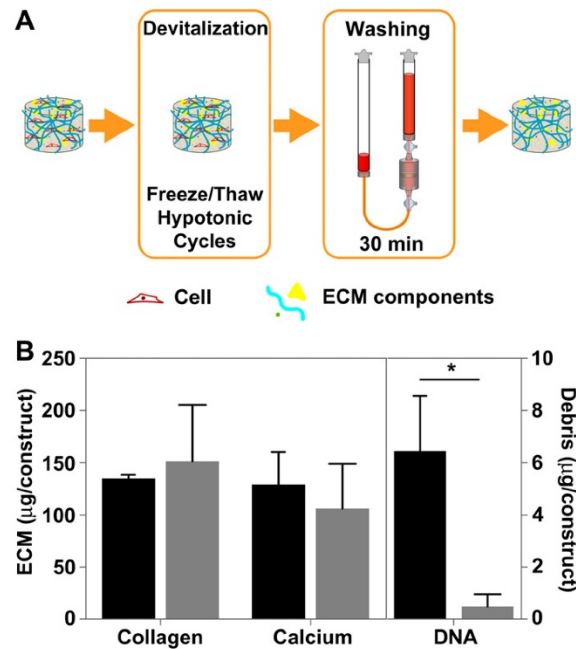 A
Devitalization
Washing
Freeze/Thaw
Hypotonic
Cycles
30 min
Cell
ECM components
B
ECM (µg/construct)
250
200
150
100
50
0
*
10
8
6
4
2
0
Debris (µg/construct)
Collagen
Calcium
DNA